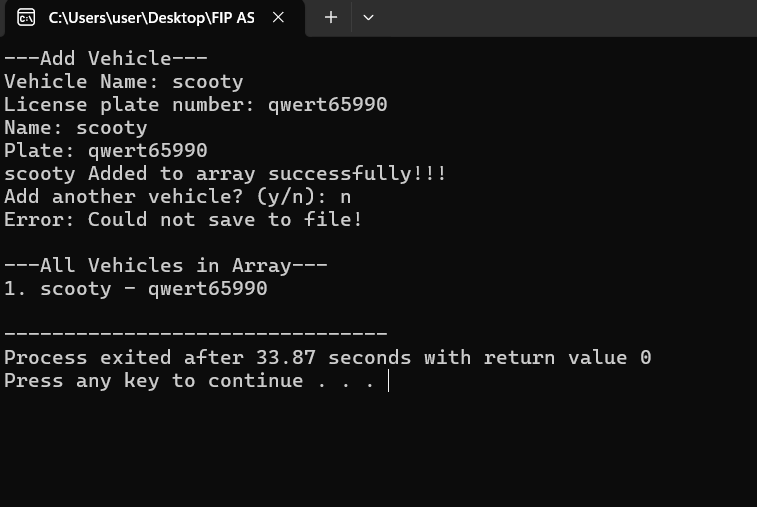 C:\Users\user\Desktop\FIP AS
---Add Vehicle---
Vehicle Name: scooty
License plate number: qwert65990
Name: scooty
Plate: qwert65990
scooty Added to array successfully!!!
Add another vehicle? (y/n): n
Error: Could not save to file!
---All Vehicles in Array---
1. scooty - qwert65990
--------------------------------
Process exited after 33.87 seconds with return value 0
Press any key to continue . . .